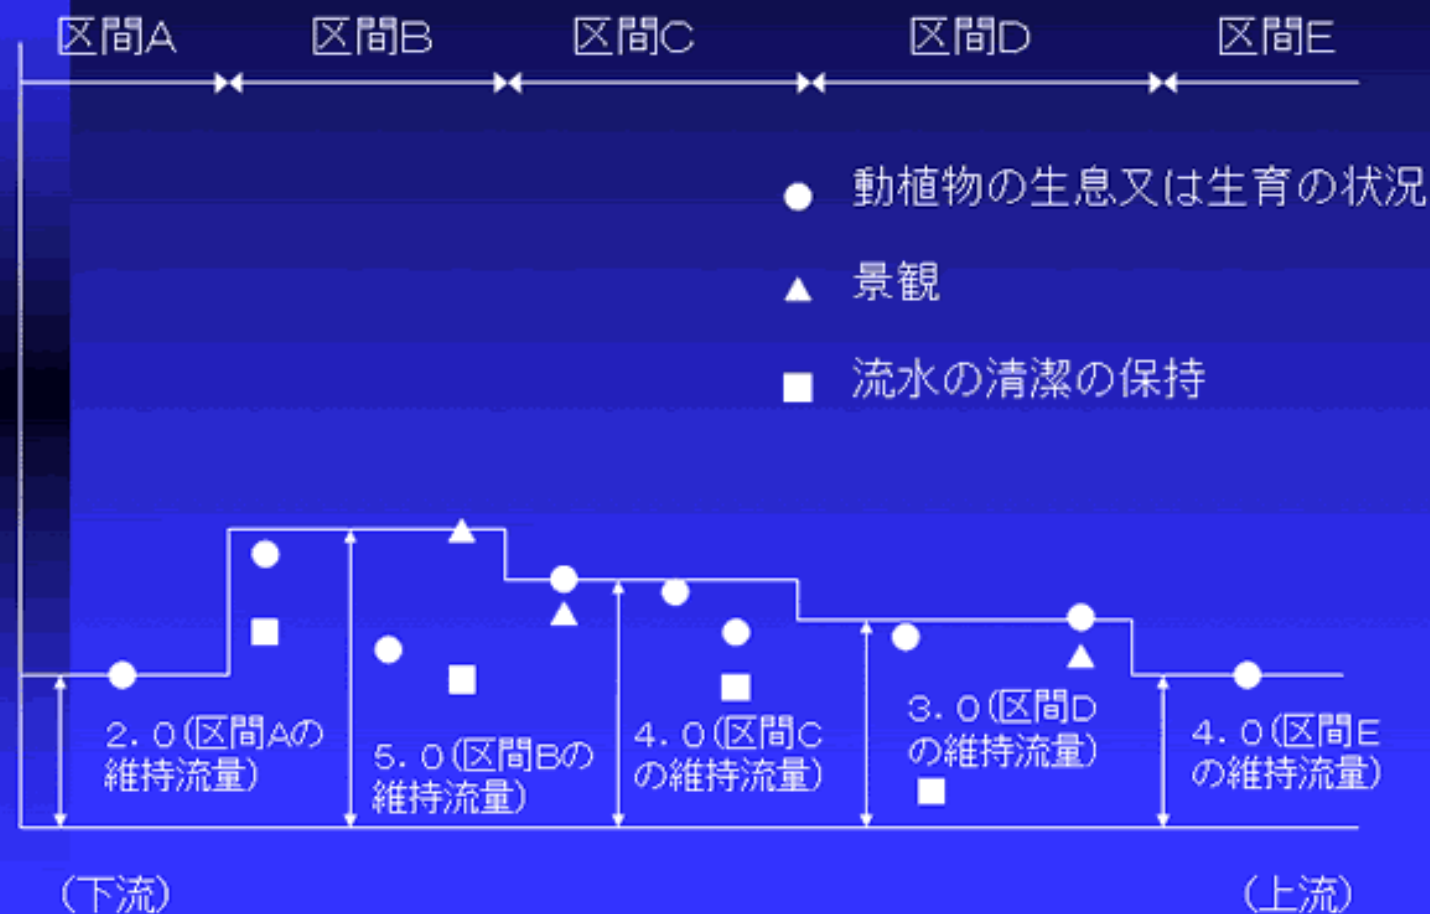 区間A 区間B 区間C 区間D 区間E
動植物の生息又は生育の状況
景観
流水の清潔の保持
2.0(区間Aの
維持流量)
5.0(区間Bの
維持流量)
4.0(区間C
の維持流量)
3.0(区間D
の維持流量)
4.0(区間E
の維持流量)
(下流) (上流)